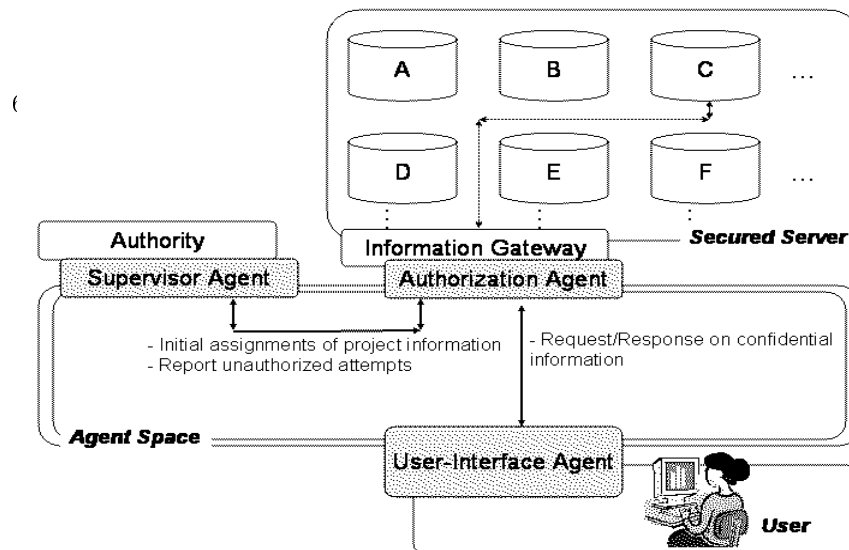 A B C ...
D E F ...
Authority
Information Gateway
Secured Server
Supervisor Agent
Authorization Agent
- Initial assignments of project information
- Report unauthorized attempts
- Request/Response on confidential
information
Agent Space
User-Interface Agent
User